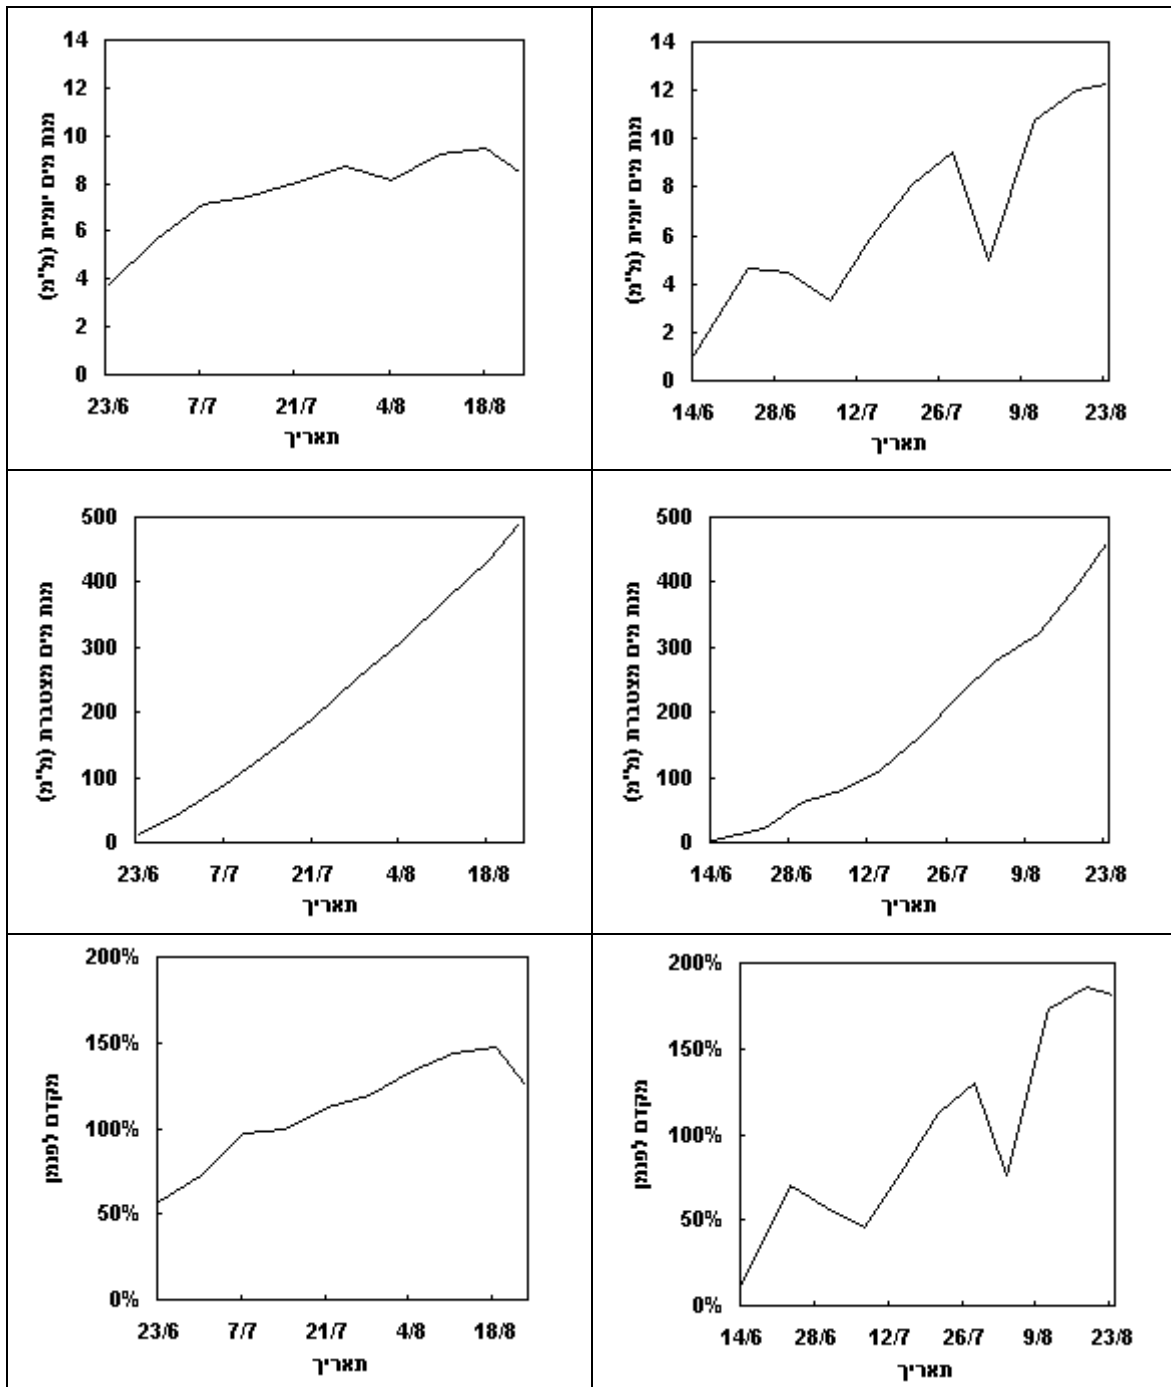 14
12
10
8
6
4
2
0
מנת מים יומית (מ"מ)
23/6 7/7 21/7 4/8 18/8
תאריך
14
12
10
8
6
4
2
0
מנת מים יומית (מ"מ)
14/6 28/6 12/7 26/7 9/8 23/8
תאריך
500
400
300
200
100
0
מנת מים מצטברת (מ"מ)
23/6 7/7 21/7 4/8 18/8
תאריך
500
400
300
200
100
0
מנת מים מצטברת (מ"מ)
14/6 28/6 12/7 26/7 9/8 23/8
תאריך
200%
150%
100%
50%
0%
מקדם לפנמן
23/6 7/7 21/7 4/8 18/8
תאריך
200%
150%
100%
50%
0%
מקדם לפנמן
14/6 28/6 12/7 26/7 9/8 23/8
תאריך